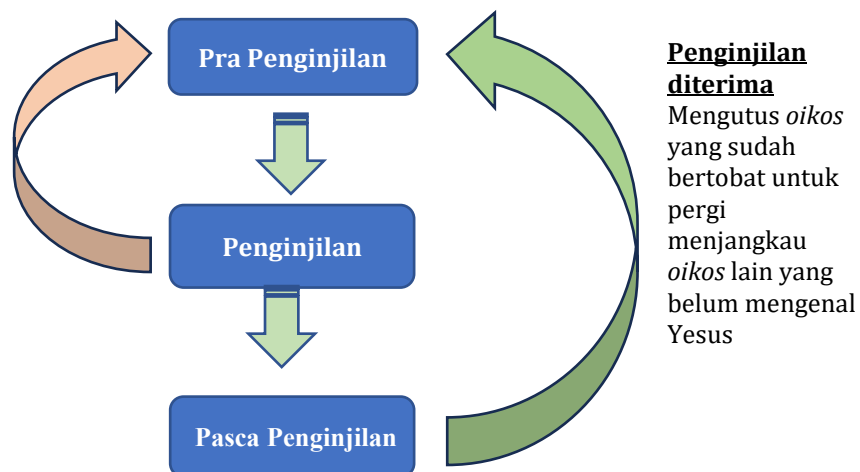 Pra Penginjilan
Penginjilan
Pasca Penginjilan
Penginjilan
diterima
Mengutus oikos
yang sudah
bertobat untuk
pergi
menjangkau
oikos lain yang
belum mengenal
Yesus